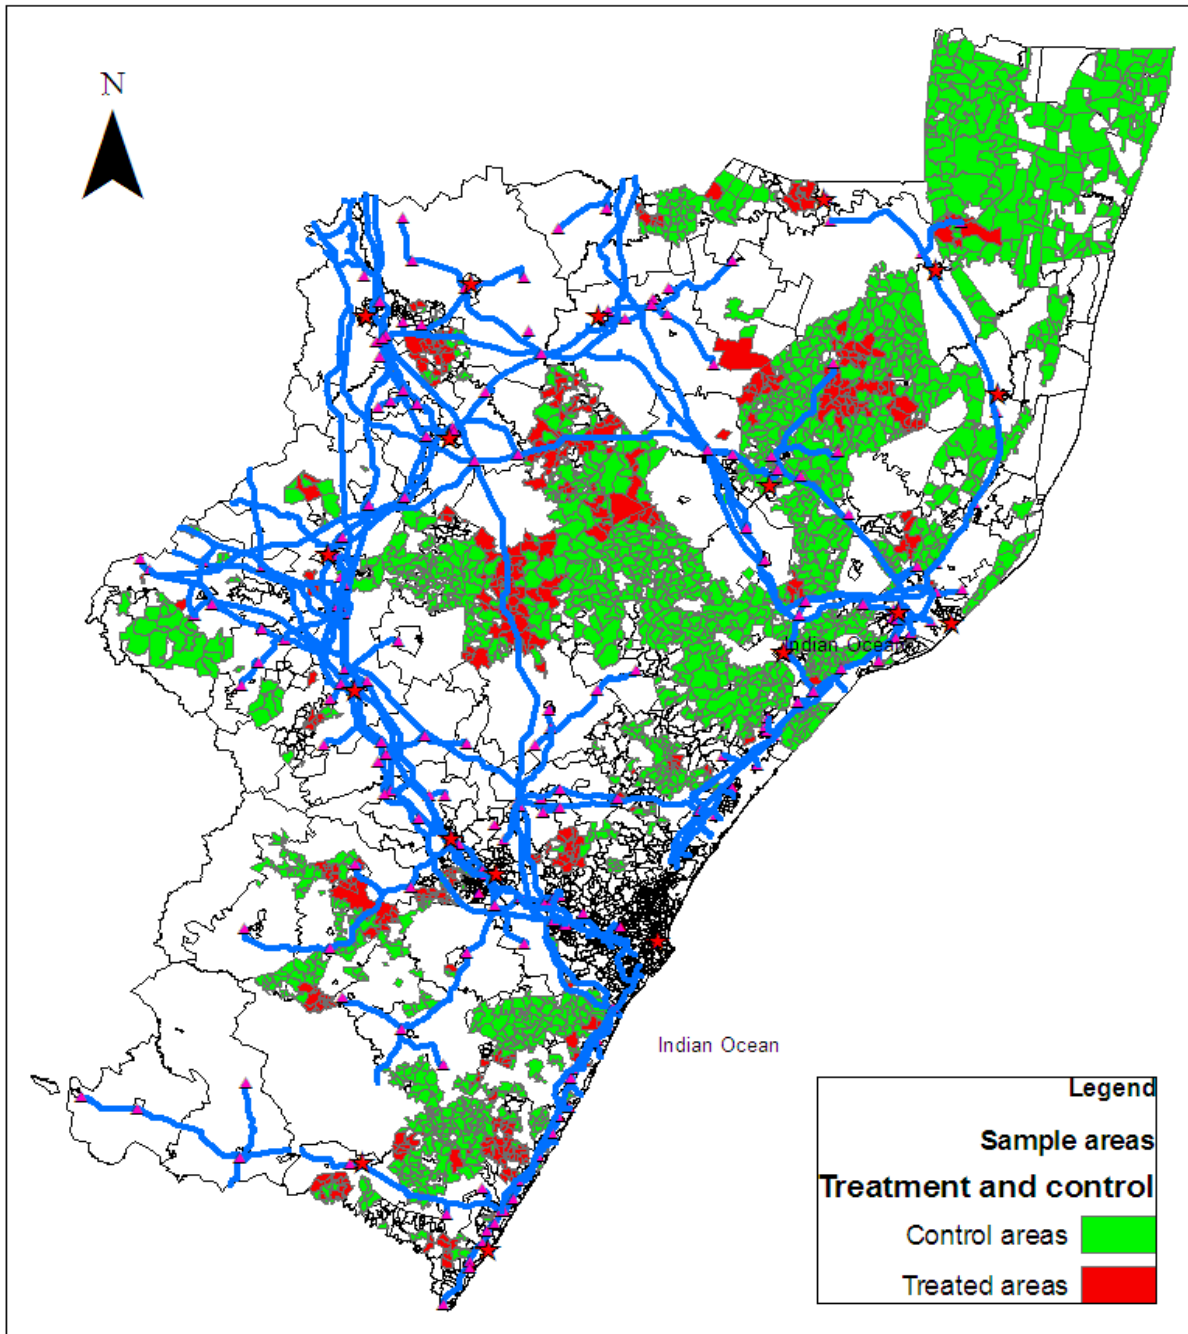 N
Indian Ocean
Indian Ocean
Legend
Sample areas
Treatment and control
Control areas
Treated areas